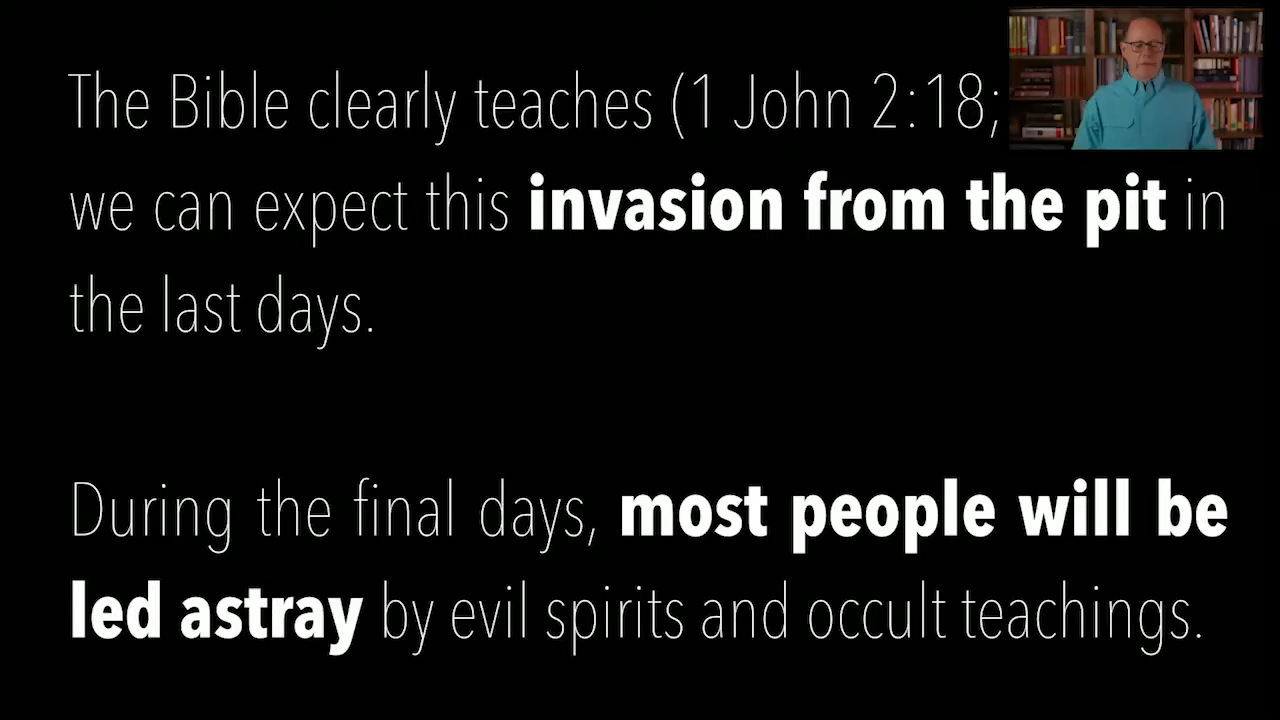 The Bible clearly teaches (1 John 2:18;
we can expect this invasion from the pit in
the last days.
During the final days, most people will be
led astray by evil spirits and occult teachings.